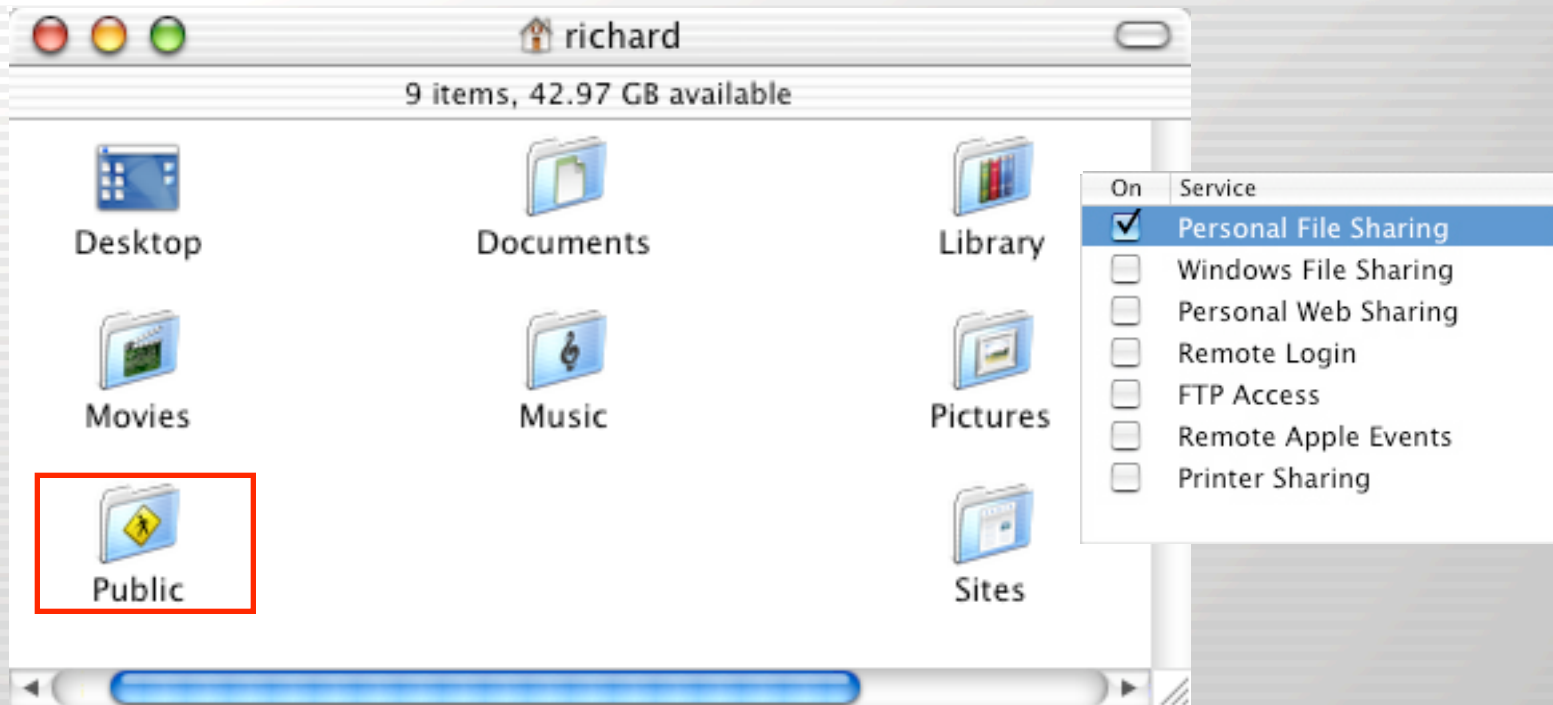 richard
9 items, 42.97 GB available
Desktop
Documents
Library
Movies
Music
Pictures
Public
Sites
On Service
Personal File Sharing
Windows File Sharing
Personal Web Sharing
Remote Login
FTP Access
Remote Apple Events
Printer Sharing